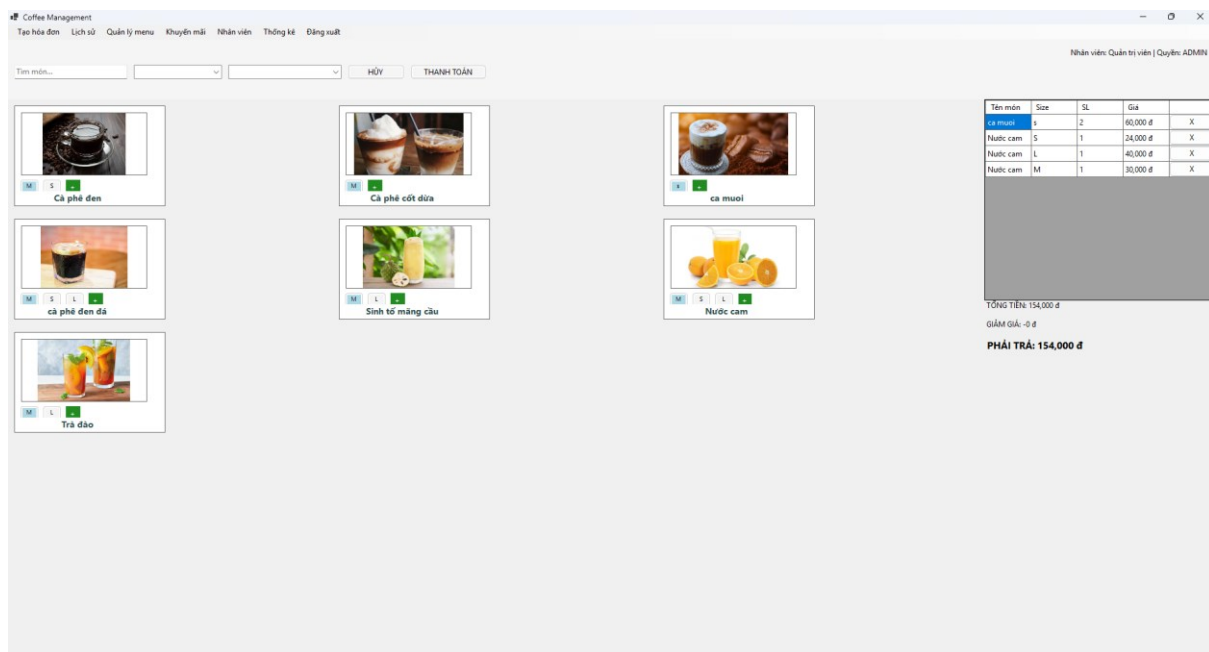 Coffee Management
Tạo hóa đơn Lịch sử Quản lý menu Khuyến mãi Nhân viên Thống kê Đăng xuất
Nhân viên: Quản trị viên | Quyền: ADMIN
Tìm món... HỦY THANH TOÁN
Tên món Size SL Giá
ca muoi s 2 60,000 đ X
Nước cam S 1 24,000 đ X
Nước cam L 1 40,000 đ X
Nước cam M 1 30,000 đ X
M S +
Cà phê đen
M +
Cà phê cốt dừa
s +
ca muoi
M S L +
cà phê đen đá
M L +
Sinh tố mãng cầu
M S L +
Nước cam
M L +
Trà đào
TỔNG TIỀN: 154,000 đ
GIẢM GIÁ: -0 đ
PHẢI TRẢ: 154,000 đ